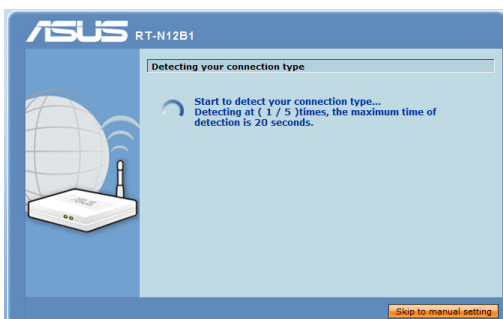 ASUS RT-N12B1
Detecting your connection type
Start to detect your connection type...
Detecting at ( 1 / 5 )times, the maximum time of
detection is 20 seconds.
ASUS
Skip to manual setting